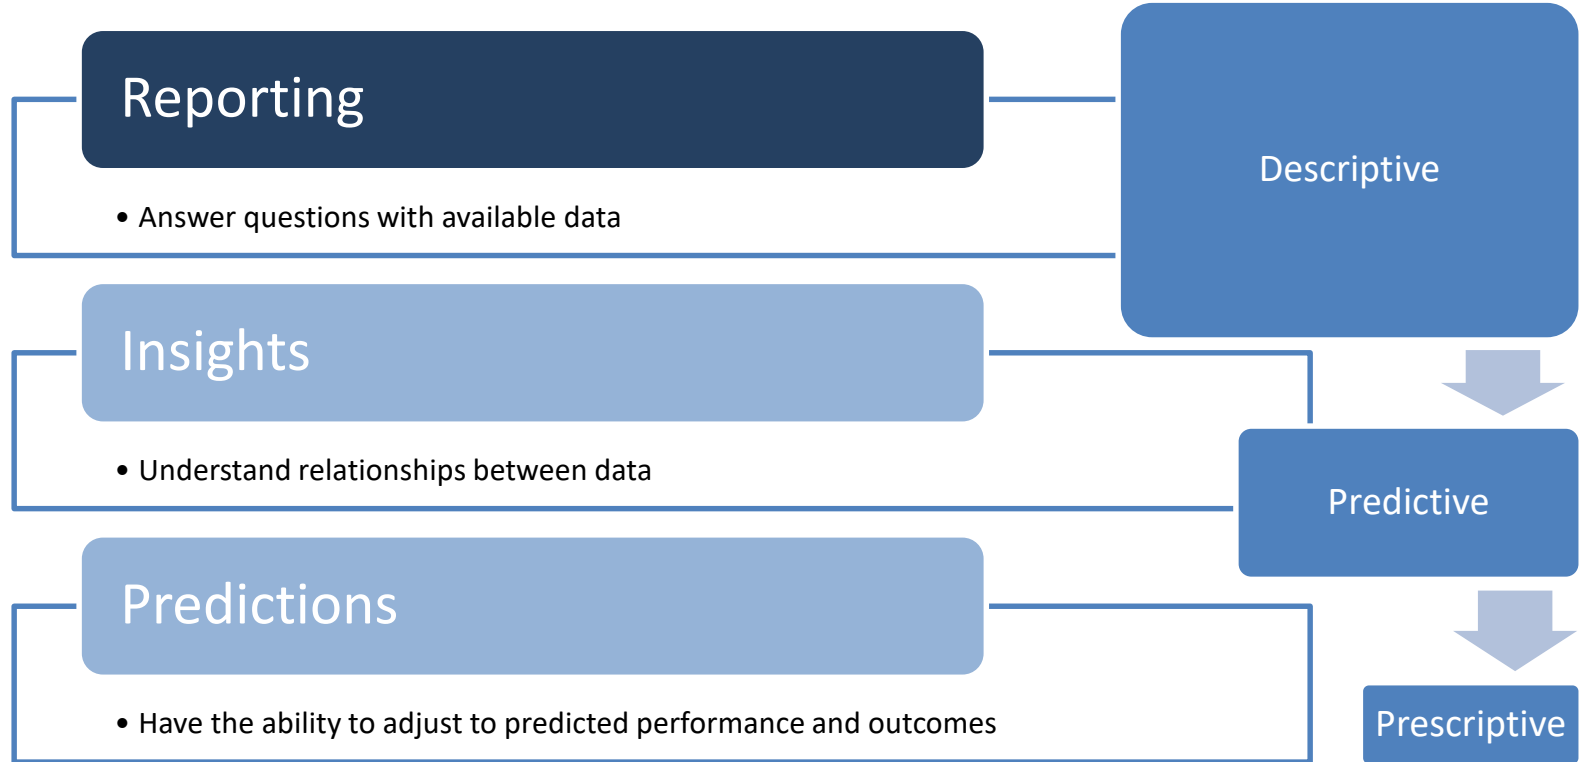 Reporting
• Answer questions with available data
Descriptive
Insights
• Understand relationships between data
Predictive
Predictions
• Have the ability to adjust to predicted performance and outcomes
Prescriptive